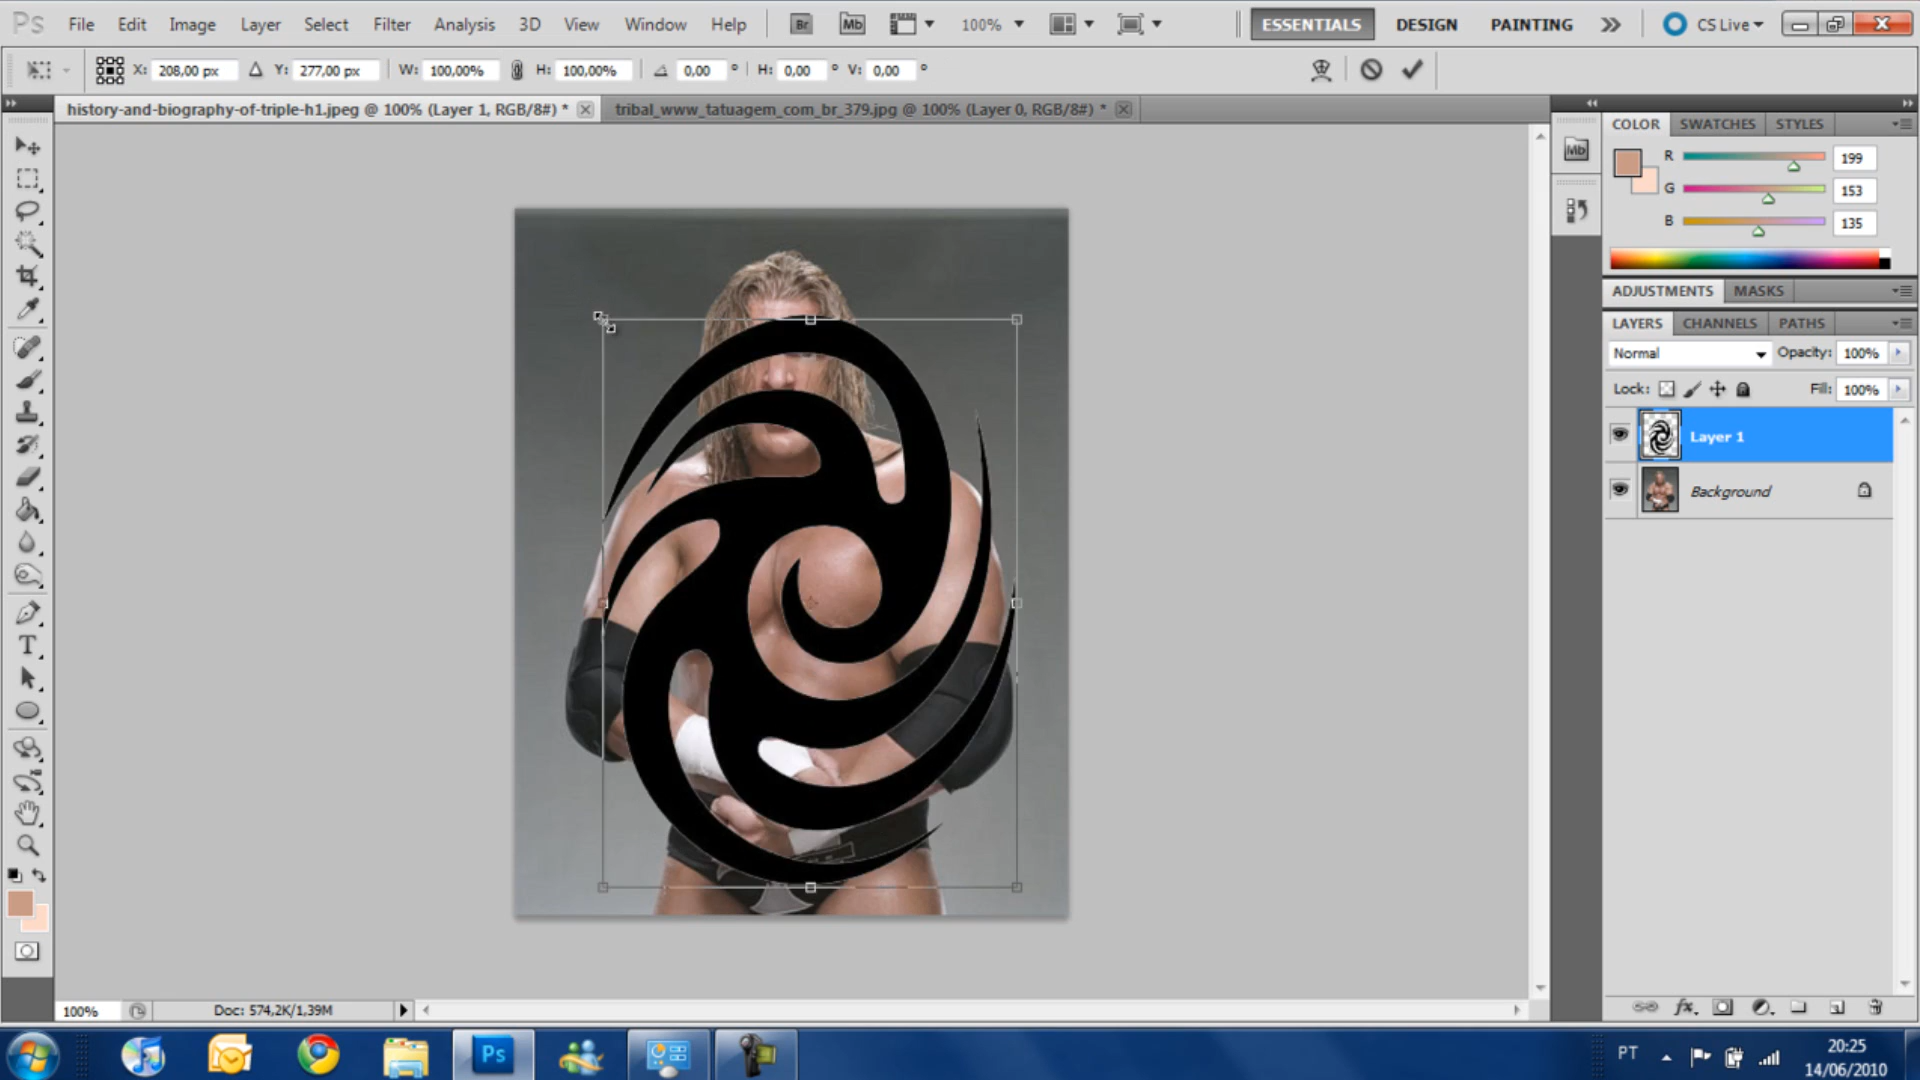 Ps File Edit Image Layer Select Filter Analysis 3D View Window Help Br Mb 100% ESSENTIALS DESIGN PAINTING CS Live
X: 208,00 px Y: 277,00 px W: 100,00% H: 100,00% 0,00 ° H: 0,00 ° V: 0,00 °
history-and-biography-of-triple-h1.jpeg @ 100% (Layer 1, RGB/8#) * tribal_www_tatuagem_com_br_379.jpg @ 100% (Layer 0, RGB/8#) *
COLOR SWATCHES STYLES
Mb
R 199
G 153
B 135
ADJUSTMENTS MASKS
LAYERS CHANNELS PATHS
Normal Opacity: 100%
Lock: Fill: 100%
Layer 1
Background
T
fx
100% Doc: 574,2K/1,39M
Ps
PT
20:25
14/06/2010